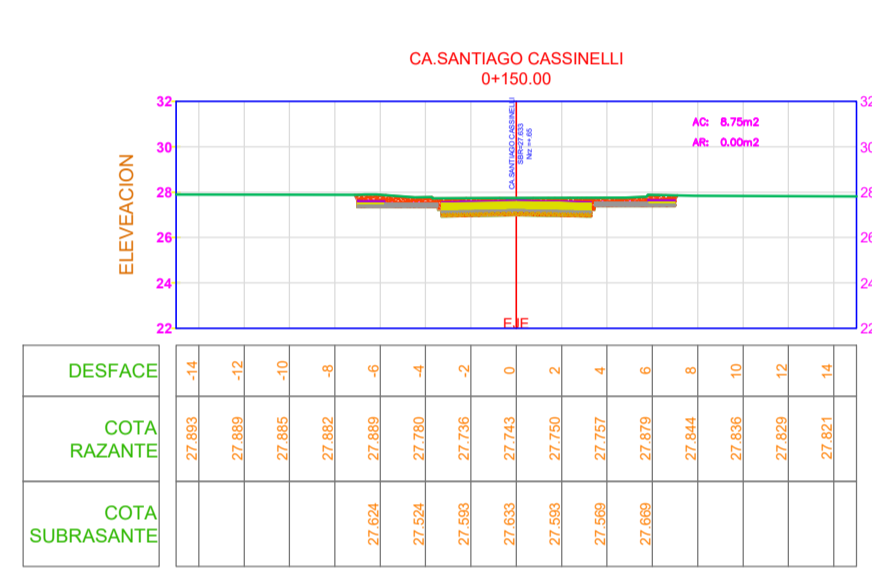 CA.SANTIAGO CASSINELLI
0+150.00
32
30
28
26
24
22
ELEVEACION
CA.SANTIAGO CASSINELLI
SBR=27.633
AC: 8.75m2
AR: 0.00m2
EJE
32
30
28
26
24
22
DESFACE -14 -12 -10 -8 -6 -4 -2 0 2 4 6 8 10 12 14
COTA RAZANTE 27.893 27.889 27.885 27.882 27.889 27.780 27.736 27.743 27.750 27.757 27.879 27.844 27.836 27.829 27.821
COTA SUBRASANTE 27.624 27.524 27.593 27.633 27.593 27.569 27.669